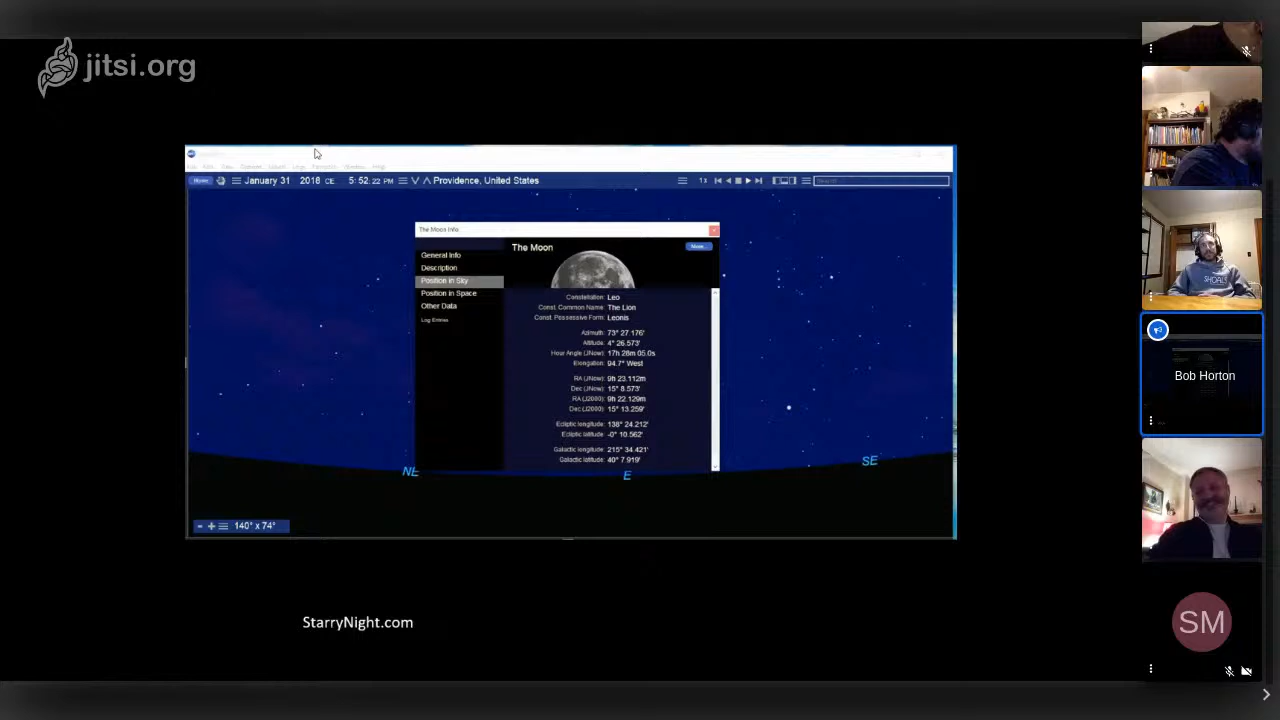 jitsi.org
Home January 31 2018 CE 5:52:22 PM Providence, United States
The Moon Info
The Moon
More...
General Info
Description
Position in Sky
Position in Space
Other Data
Log Entries
Constellation: Leo
Const. Common Name: The Lion
Const. Possessive Form: Leonis
Azimuth: 73° 27.176'
Altitude: 4° 26.573'
Hour Angle (JNow): 17h 28m 05.0s
Elongation: 94.7° West
RA (JNow): 9h 23.112m
Dec (JNow): 15° 8.573'
RA (J2000): 9h 22.129m
Dec (J2000): 15° 13.259'
Ecliptic longitude: 138° 24.212'
Ecliptic latitude: -0° 10.562'
Galactic longitude: 215° 34.421'
Galactic latitude: 40° 7.919'
NE
E
SE
140° x 74°
StarryNight.com
SHOALS
Bob Horton
SM